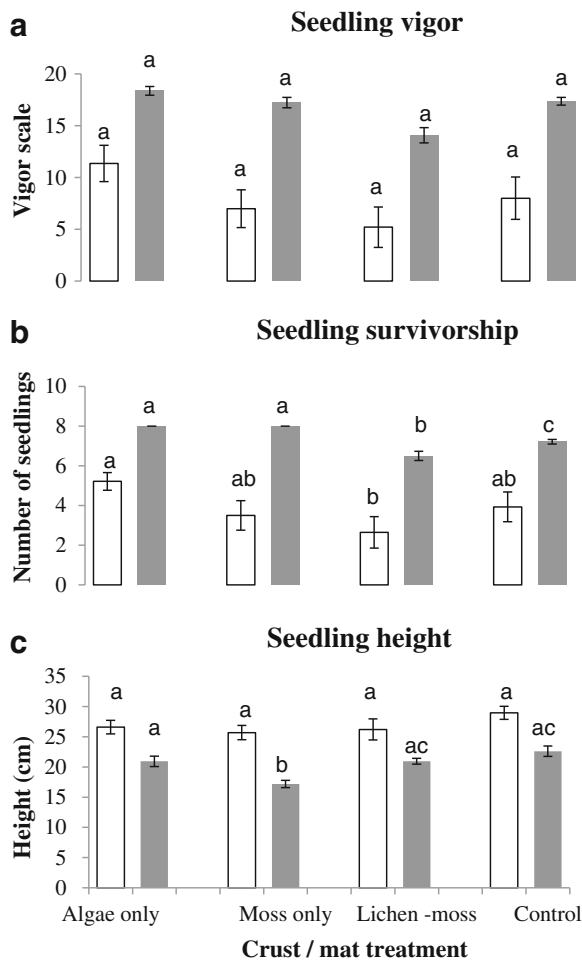 a
Seedling vigor
Vigor scale
20
15
10
5
0
a a a a a a a a
b
Seedling survivorship
Number of seedlings
10
8
6
4
2
0
a a ab a b b ab c
c
Seedling height
Height (cm)
35
30
25
20
15
10
5
0
a a a b a ac a ac
Algae only Moss only Lichen -moss Control
Crust / mat treatment